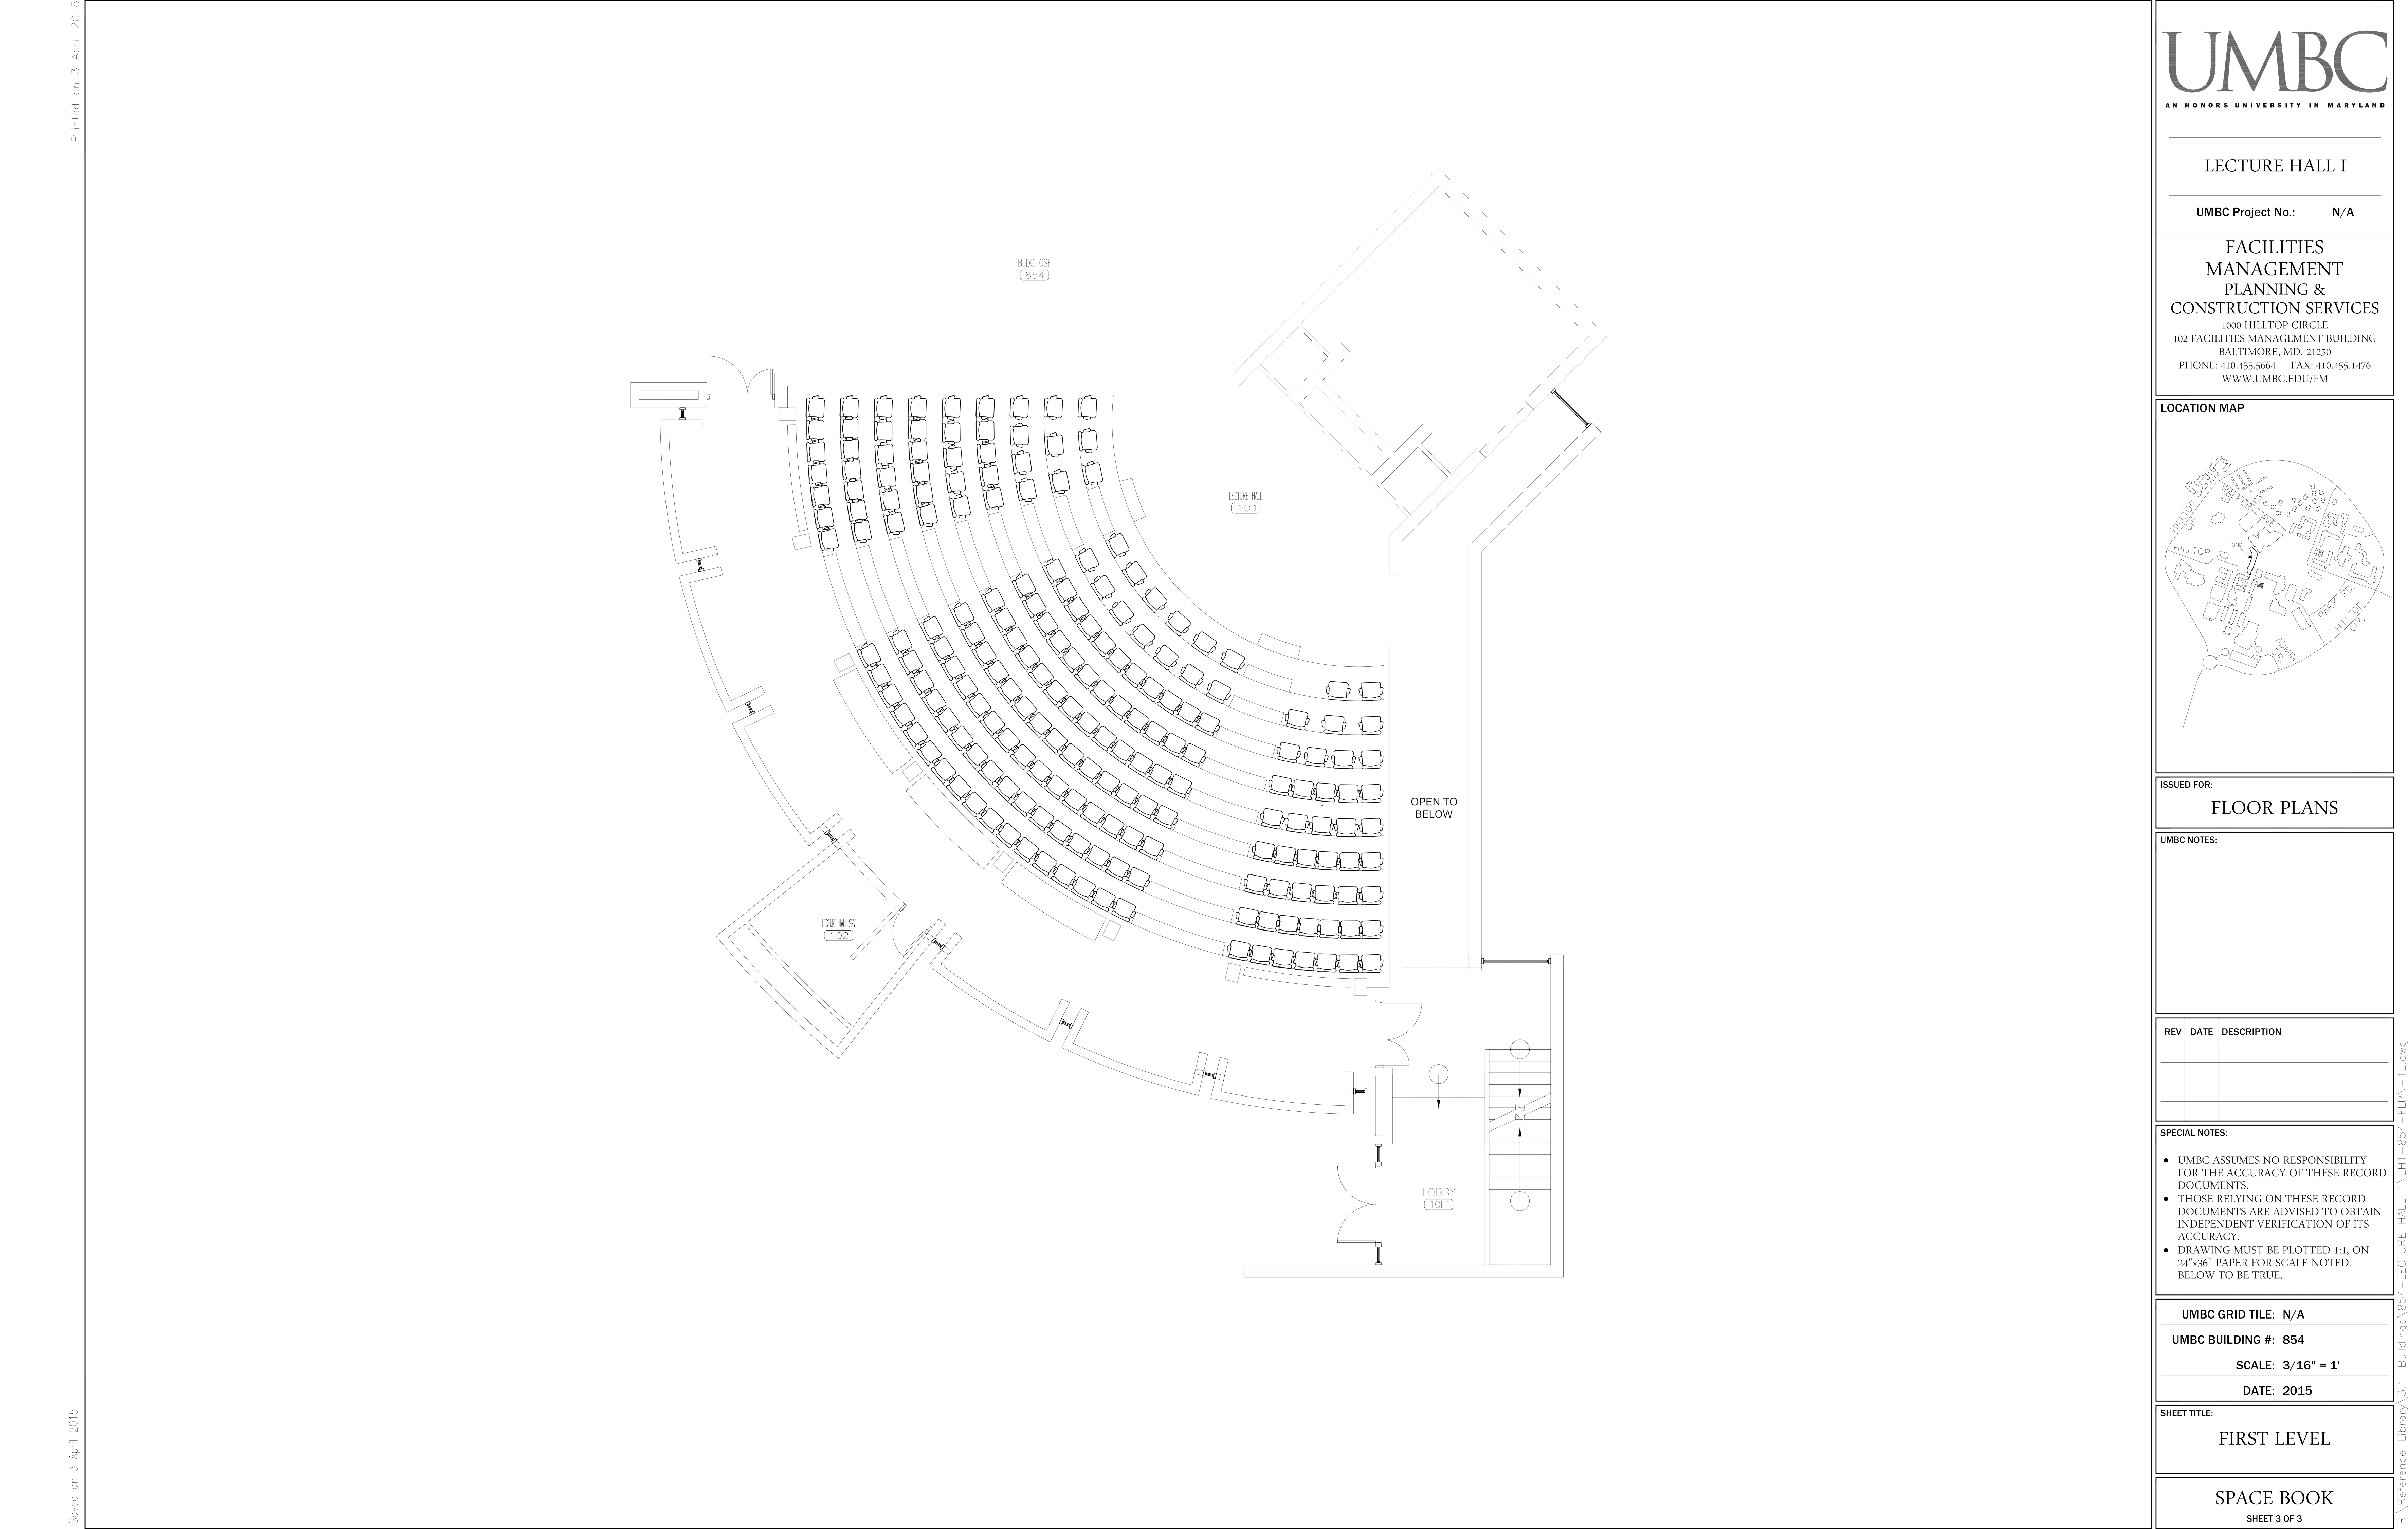 Printed on 3 April 2015
Saved on 3 April 2015
BLDG GSF
854
LECTURE HALL
101
OPEN TO
BELOW
LECTURE HALL SRV
102
LOBBY
1CL1
UMBC
AN HONORS UNIVERSITY IN MARYLAND
LECTURE HALL I
UMBC Project No.: N/A
FACILITIES
MANAGEMENT
PLANNING &
CONSTRUCTION SERVICES
1000 HILLTOP CIRCLE
102 FACILITIES MANAGEMENT BUILDING
BALTIMORE, MD. 21250
PHONE: 410.455.5664 FAX: 410.455.1476
WWW.UMBC.EDU/FM
LOCATION MAP
WALKER AVE.
HILLTOP
CIR.
HILLTOP RD.
POND
PARK RD.
HILLTOP
CIR.
ADMIN
DR.
ISSUED FOR:
FLOOR PLANS
UMBC NOTES:
REV DATE DESCRIPTION
SPECIAL NOTES:
● UMBC ASSUMES NO RESPONSIBILITY
FOR THE ACCURACY OF THESE RECORD
DOCUMENTS.
● THOSE RELYING ON THESE RECORD
DOCUMENTS ARE ADVISED TO OBTAIN
INDEPENDENT VERIFICATION OF ITS
ACCURACY.
● DRAWING MUST BE PLOTTED 1:1, ON
24"x36" PAPER FOR SCALE NOTED
BELOW TO BE TRUE.
UMBC GRID TILE: N/A
UMBC BUILDING #: 854
SCALE: 3/16" = 1'
DATE: 2015
SHEET TITLE:
FIRST LEVEL
SPACE BOOK
SHEET 3 OF 3
R:\Reference_Library\3.1. Buildings\854-LECTURE HALL 1\LH1-854-FLPN-1L.dwg